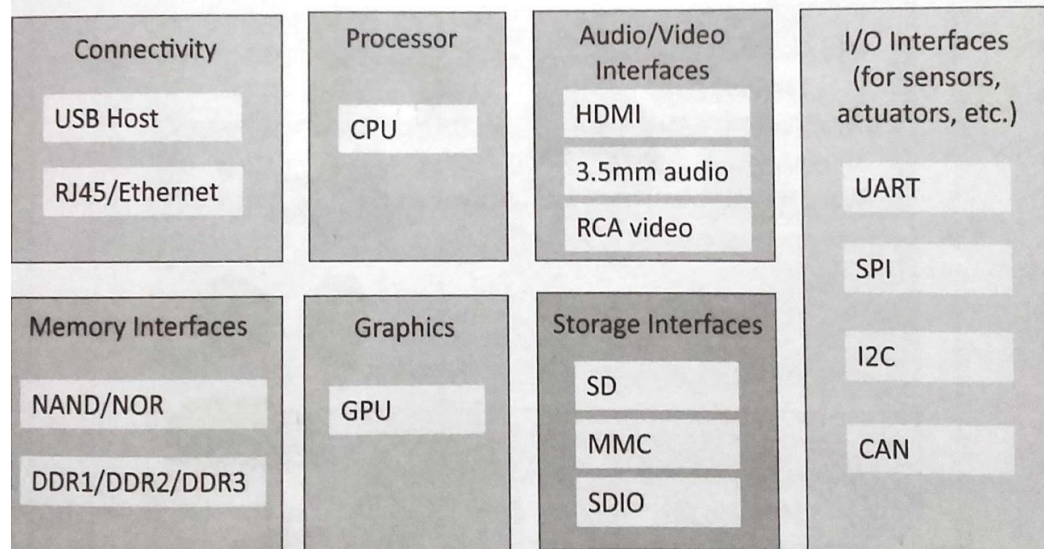 Connectivity
USB Host
RJ45/Ethernet
Processor
CPU
Audio/Video
Interfaces
HDMI
3.5mm audio
RCA video
I/O Interfaces
(for sensors,
actuators, etc.)
UART
SPI
I2C
CAN
Memory Interfaces
NAND/NOR
DDR1/DDR2/DDR3
Graphics
GPU
Storage Interfaces
SD
MMC
SDIO